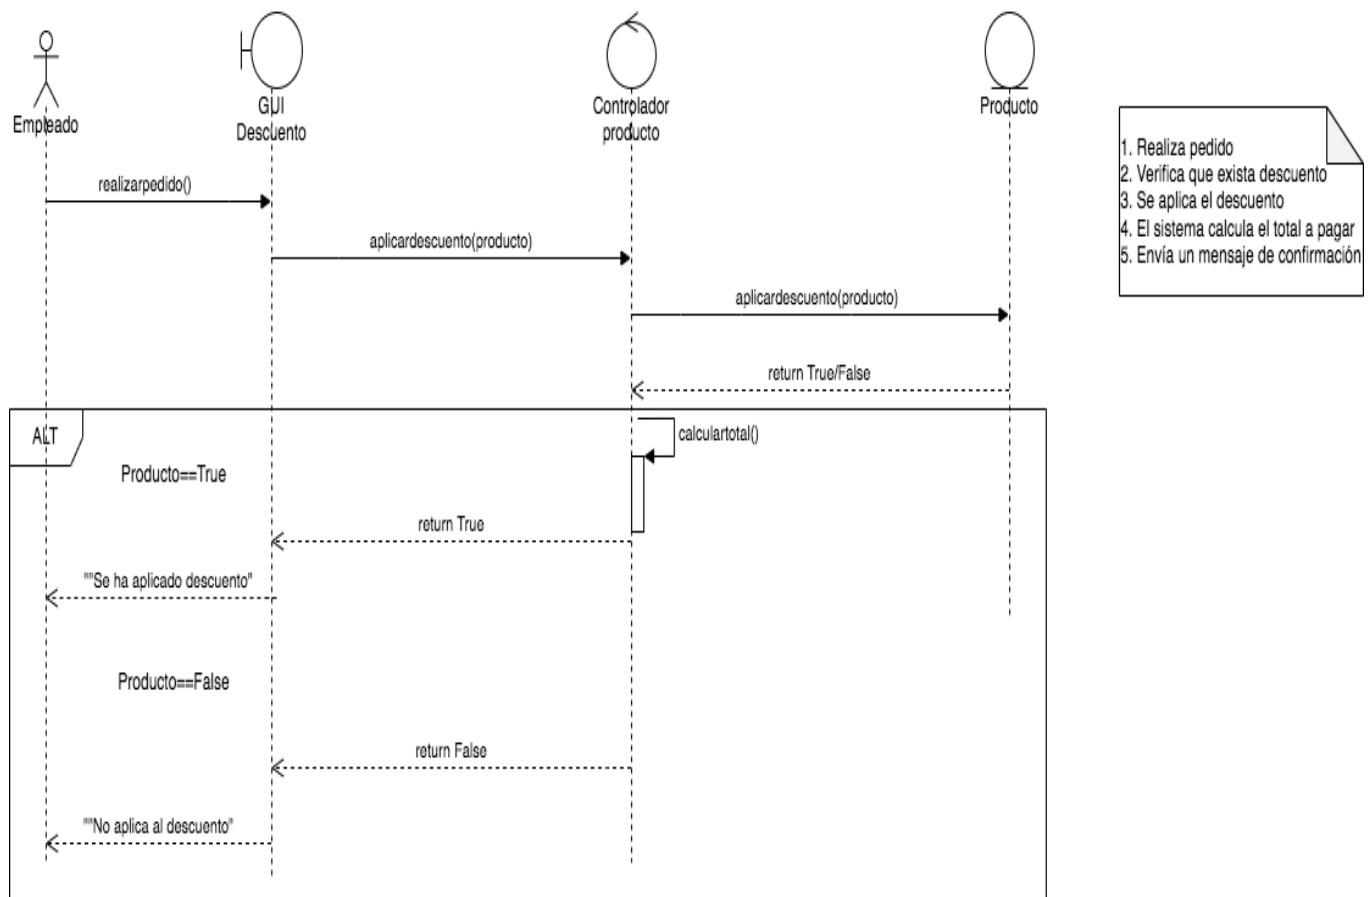 Empleado
GUI
Descuento
Controlador
producto
Producto
1. Realiza pedido
2. Verifica que exista descuento
3. Se aplica el descuento
4. El sistema calcula el total a pagar
5. Envía un mensaje de confirmación
realizarpedido()
aplicardescuento(producto)
aplicardescuento(producto)
return True/False
ALT
calculartotal()
Producto==True
return True
""Se ha aplicado descuento"
Producto==False
return False
""No aplica al descuento"